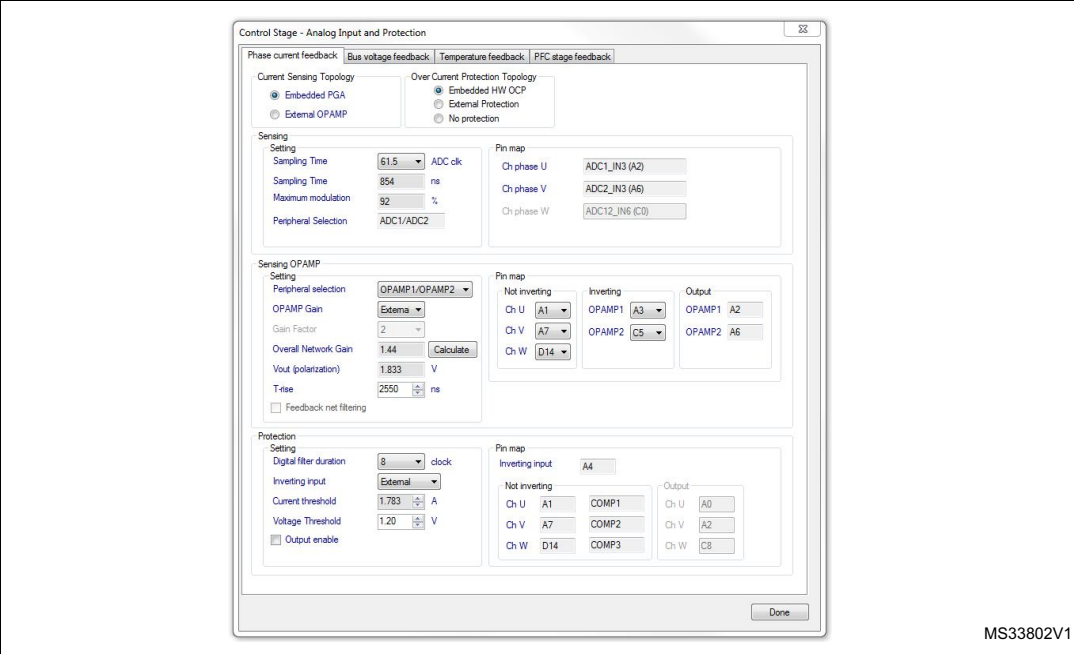 Control Stage - Analog Input and Protection
Phase current feedback Bus voltage feedback Temperature feedback PFC stage feedback
Current Sensing Topology
Embedded PGA
External OPAMP
Over Current Protection Topology
Embedded HW OCP
External Protection
No protection
Sensing
Setting
Sampling Time 61.5 ADC clk
Sampling Time 854 ns
Maximum modulation 92 %
Peripheral Selection ADC1/ADC2
Pin map
Ch phase U ADC1_IN3 (A2)
Ch phase V ADC2_IN3 (A6)
Ch phase W ADC12_IN6 (C0)
Sensing OPAMP
Setting
Peripheral selection OPAMP1/OPAMP2
OPAMP Gain Externa
Gain Factor 2
Overall Network Gain 1.44 Calculate
Vout (polarization) 1.833 V
T-rise 2550 ns
Feedback net filtering
Pin map
Not inverting
Ch U A1
Ch V A7
Ch W D14
Inverting
OPAMP1 A3
OPAMP2 C5
Output
OPAMP1 A2
OPAMP2 A6
Protection
Setting
Digital filter duration 8 clock
Inverting input External
Current threshold 1.783 A
Voltage Threshold 1.20 V
Output enable
Pin map
Inverting input A4
Not inverting
Ch U A1 COMP1
Ch V A7 COMP2
Ch W D14 COMP3
Output
Ch U A0
Ch V A2
Ch W C8
Done
MS33802V1